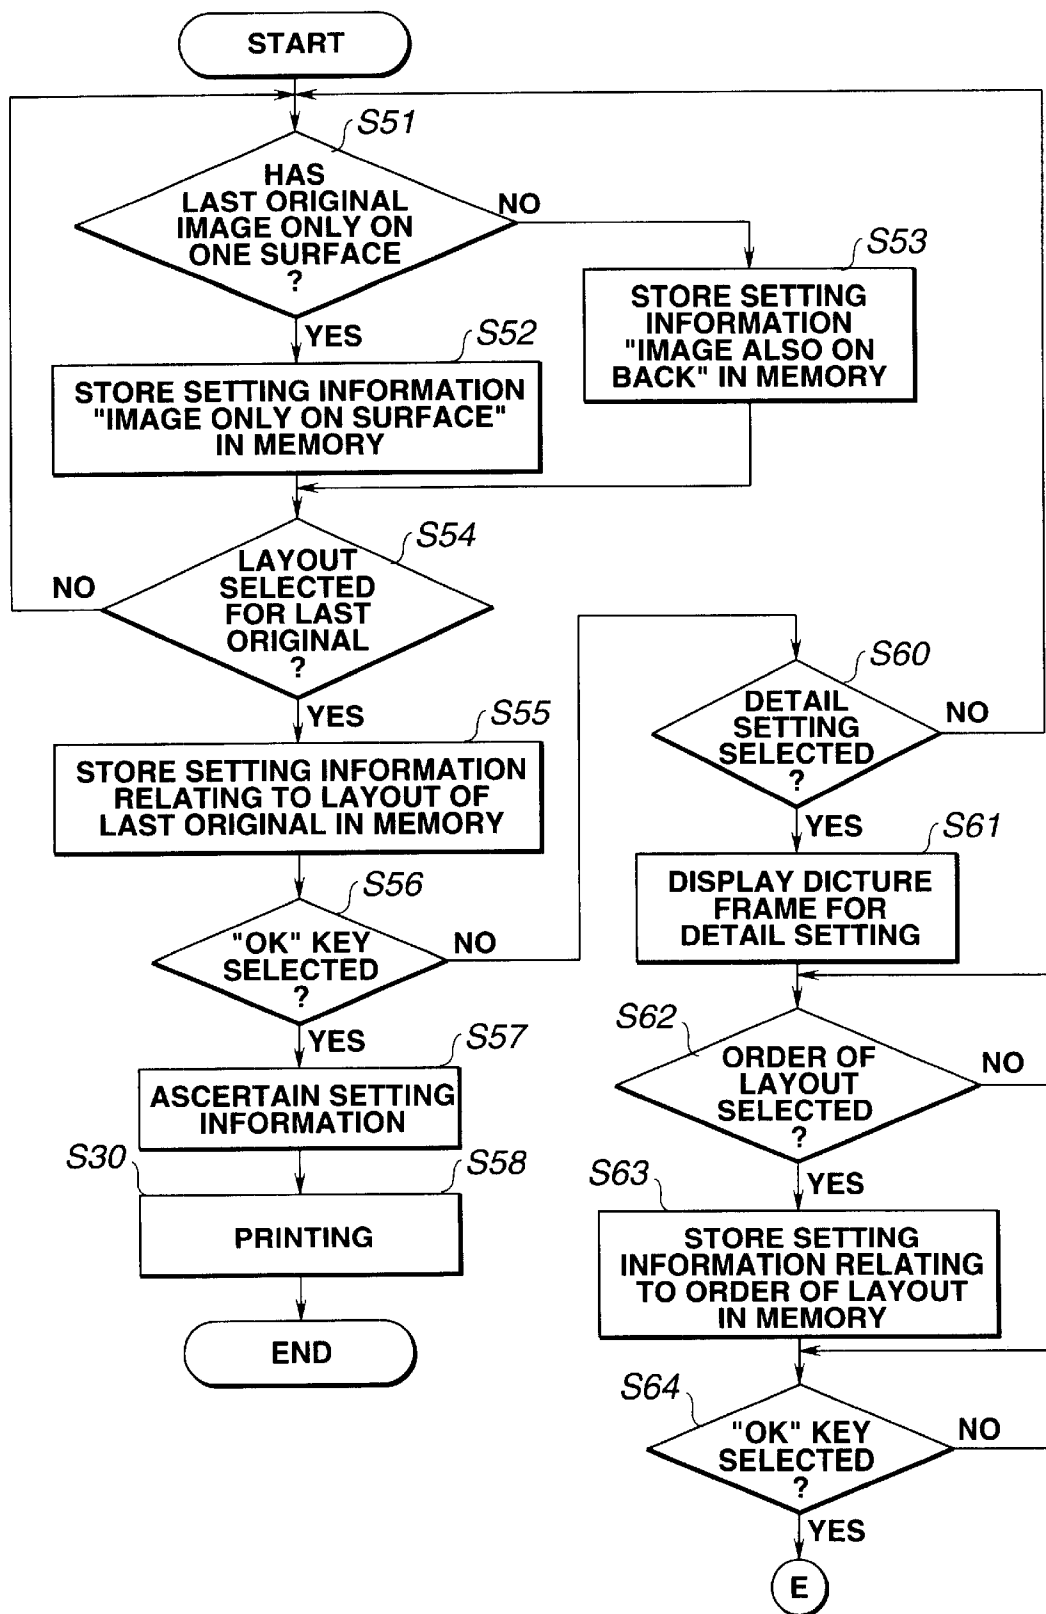 START
S51
HAS
LAST ORIGINAL
IMAGE ONLY ON
ONE SURFACE
?
NO
YES
S53
STORE SETTING
INFORMATION
"IMAGE ALSO ON
BACK" IN MEMORY
S52
STORE SETTING INFORMATION
"IMAGE ONLY ON SURFACE"
IN MEMORY
S54
LAYOUT
SELECTED
FOR LAST
ORIGINAL
?
NO
YES
S55
STORE SETTING INFORMATION
RELATING TO LAYOUT OF
LAST ORIGINAL IN MEMORY
S56
"OK" KEY
SELECTED
?
NO
YES
S57
ASCERTAIN SETTING
INFORMATION
S30
S58
PRINTING
END
S60
DETAIL
SETTING
SELECTED
?
NO
YES
S61
DISPLAY DICTURE
FRAME FOR
DETAIL SETTING
S62
ORDER OF
LAYOUT
SELECTED
?
NO
YES
S63
STORE SETTING
INFORMATION RELATING
TO ORDER OF LAYOUT
IN MEMORY
S64
"OK" KEY
SELECTED
?
NO
YES
E